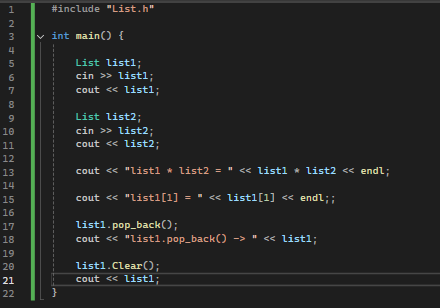 1 #include "List.h"
2
3 int main() {
4
5 List list1;
6 cin >> list1;
7 cout << list1;
8
9 List list2;
10 cin >> list2;
11 cout << list2;
12
13 cout << "list1 * list2 = " << list1 * list2 << endl;
14
15 cout << "list1[1] = " << list1[1] << endl;;
16
17 list1.pop_back();
18 cout << "list1.pop_back() -> " << list1;
19
20 list1.Clear();
21 cout << list1;
22 }